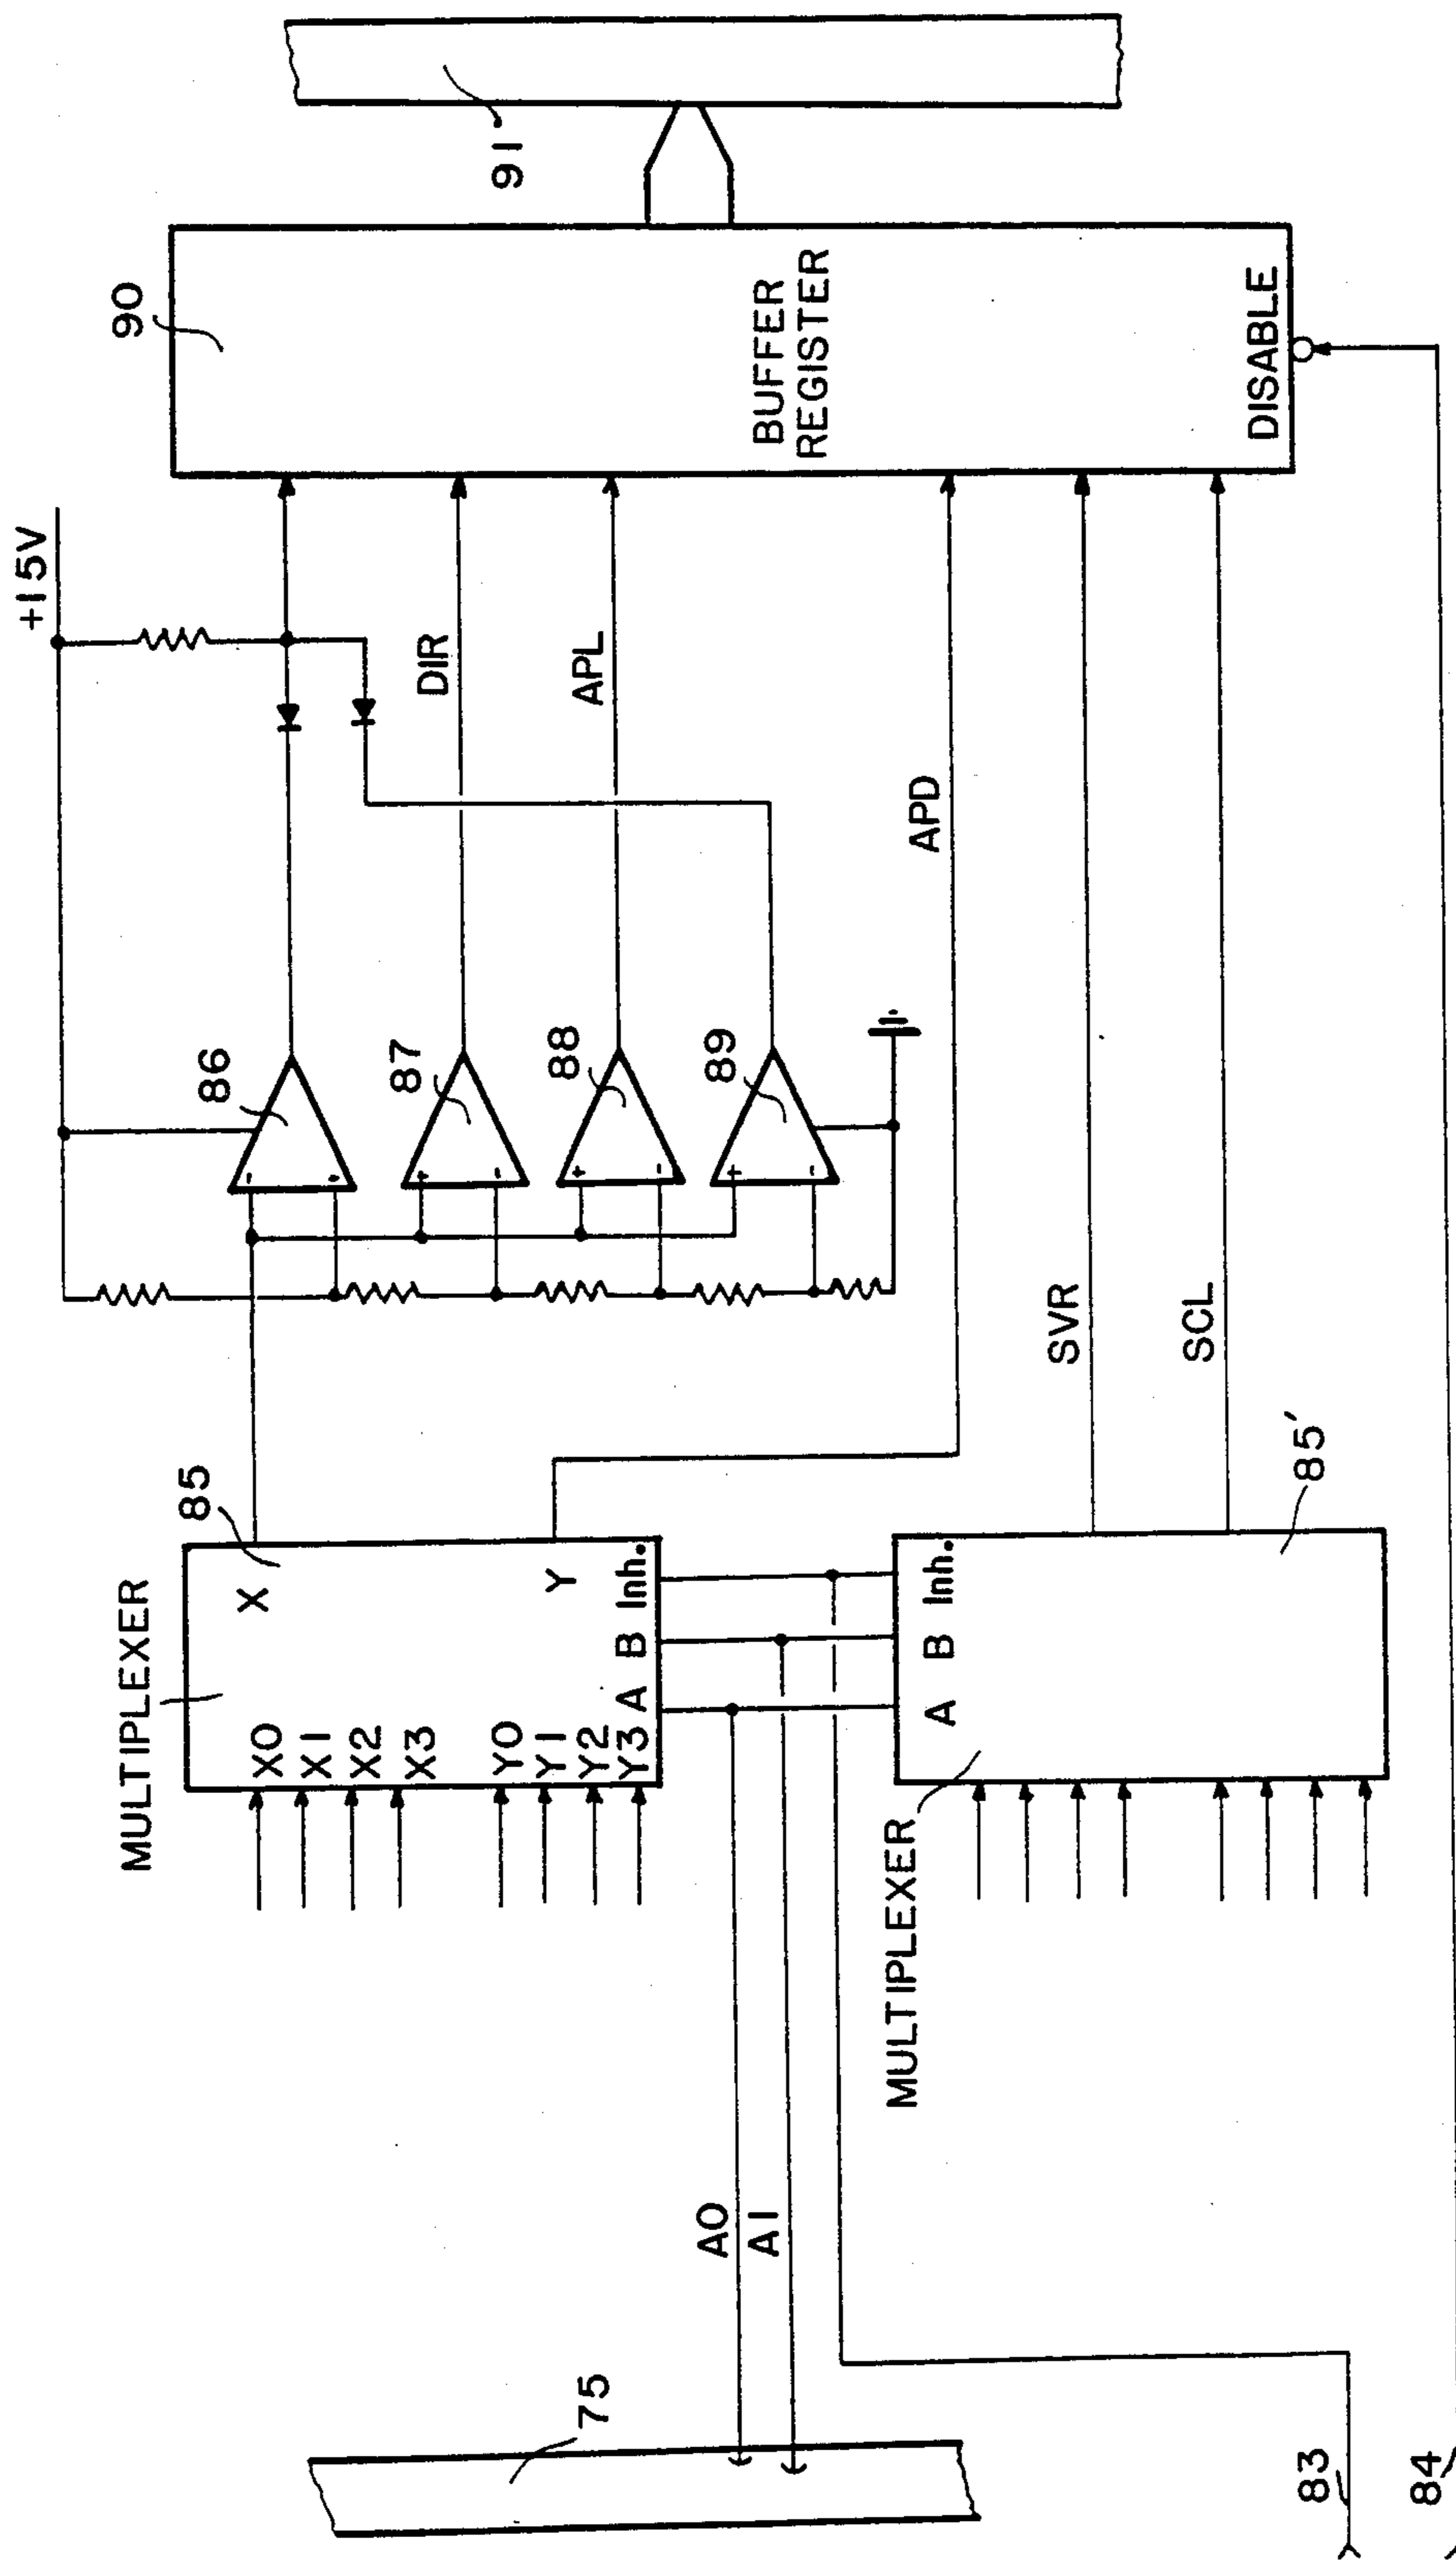 75
A0
A1
83
84
MULTIPLEXER
85
X0
X1
X2
X3
Y0
Y1
Y2
Y3
X
Y
A B Inh.
MULTIPLEXER
A B Inh.
85'
86
-
+
87
+
-
88
+
-
89
+
-
+15V
DIR
APL
APD
SVR
SCL
90
BUFFER
REGISTER
DISABLE
91